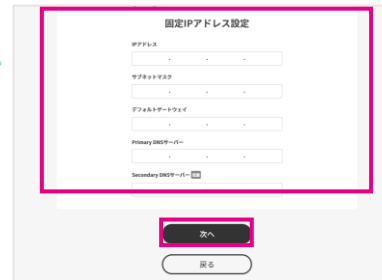 固定IPアドレス設定
IPアドレス
サブネットマスク
デフォルトゲートウェイ
Primary DNSサーバー
Secondary DNSサーバー 任意
次へ
戻る